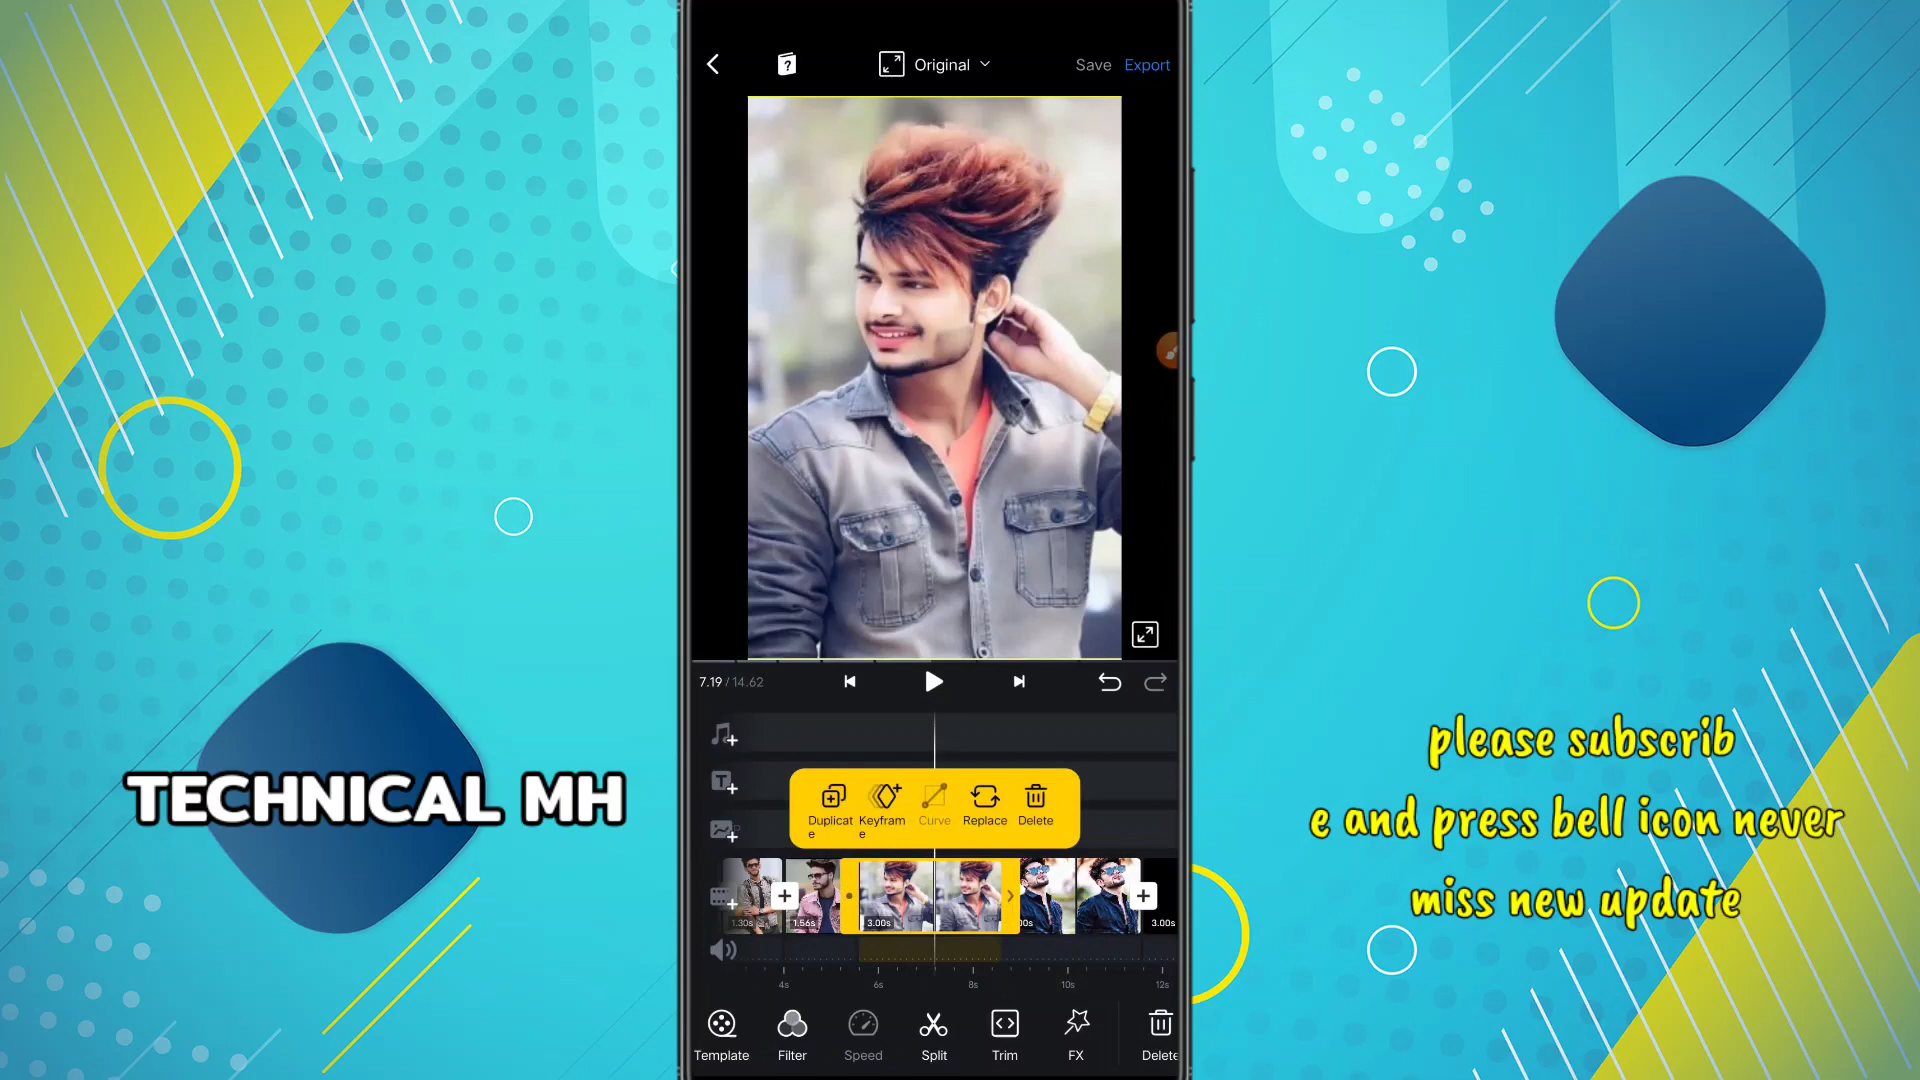 Original
Save Export
7.19 / 14.62
Duplicat
e
Keyfram
e
Curve
Replace
Delete
1.30s
1.56s
3.00s
00s
3.00s
4s 6s 8s 10s 12s
Template Filter Speed Split Trim FX Delete
TECHNICAL MH
please subscrib
e and press bell icon never
miss new update